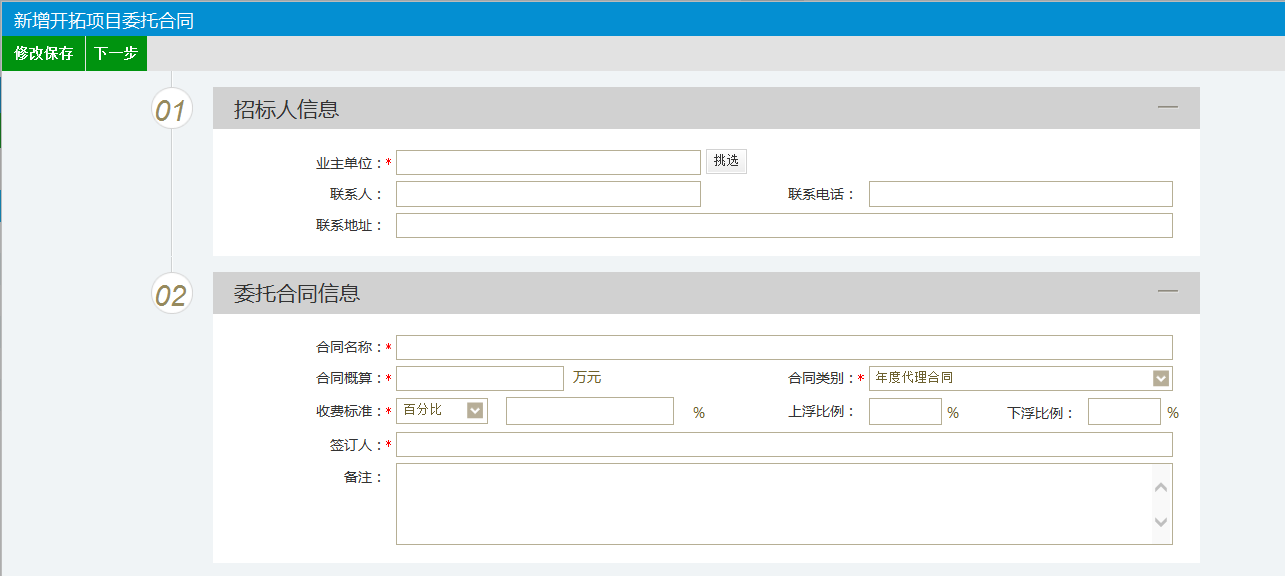 新增开拓项目委托合同
修改保存 下一步
01 招标人信息
业主单位：* 挑选
联系人： 联系电话：
联系地址：
02 委托合同信息
合同名称：*
合同概算：* 万元 合同类别：* 年度代理合同
收费标准：* 百分比 % 上浮比例： % 下浮比例： %
签订人：*
备注：